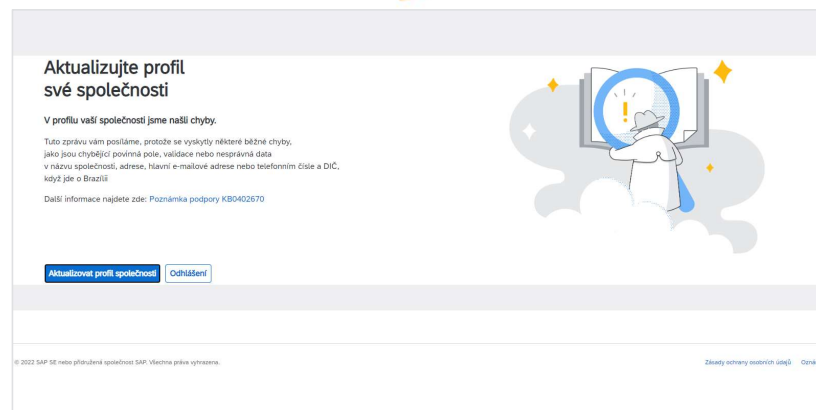 Aktualizujte profil
své společnosti
V profilu vaší společnosti jsme našli chyby.
Tuto zprávu vám posíláme, protože se vyskytly některé běžné chyby,
jako jsou chybějící povinná pole, validace nebo nesprávná data
v názvu společnosti, adrese, hlavní e-mailové adrese nebo telefonním čísle a DIČ,
když jde o Brazílii
Další informace najdete zde: Poznámka podpory KB0402670
Aktualizovat profil společnosti Odhlášení
© 2022 SAP SE nebo přidružená společnost SAP. Všechna práva vyhrazena. Zásady ochrany osobních údajů